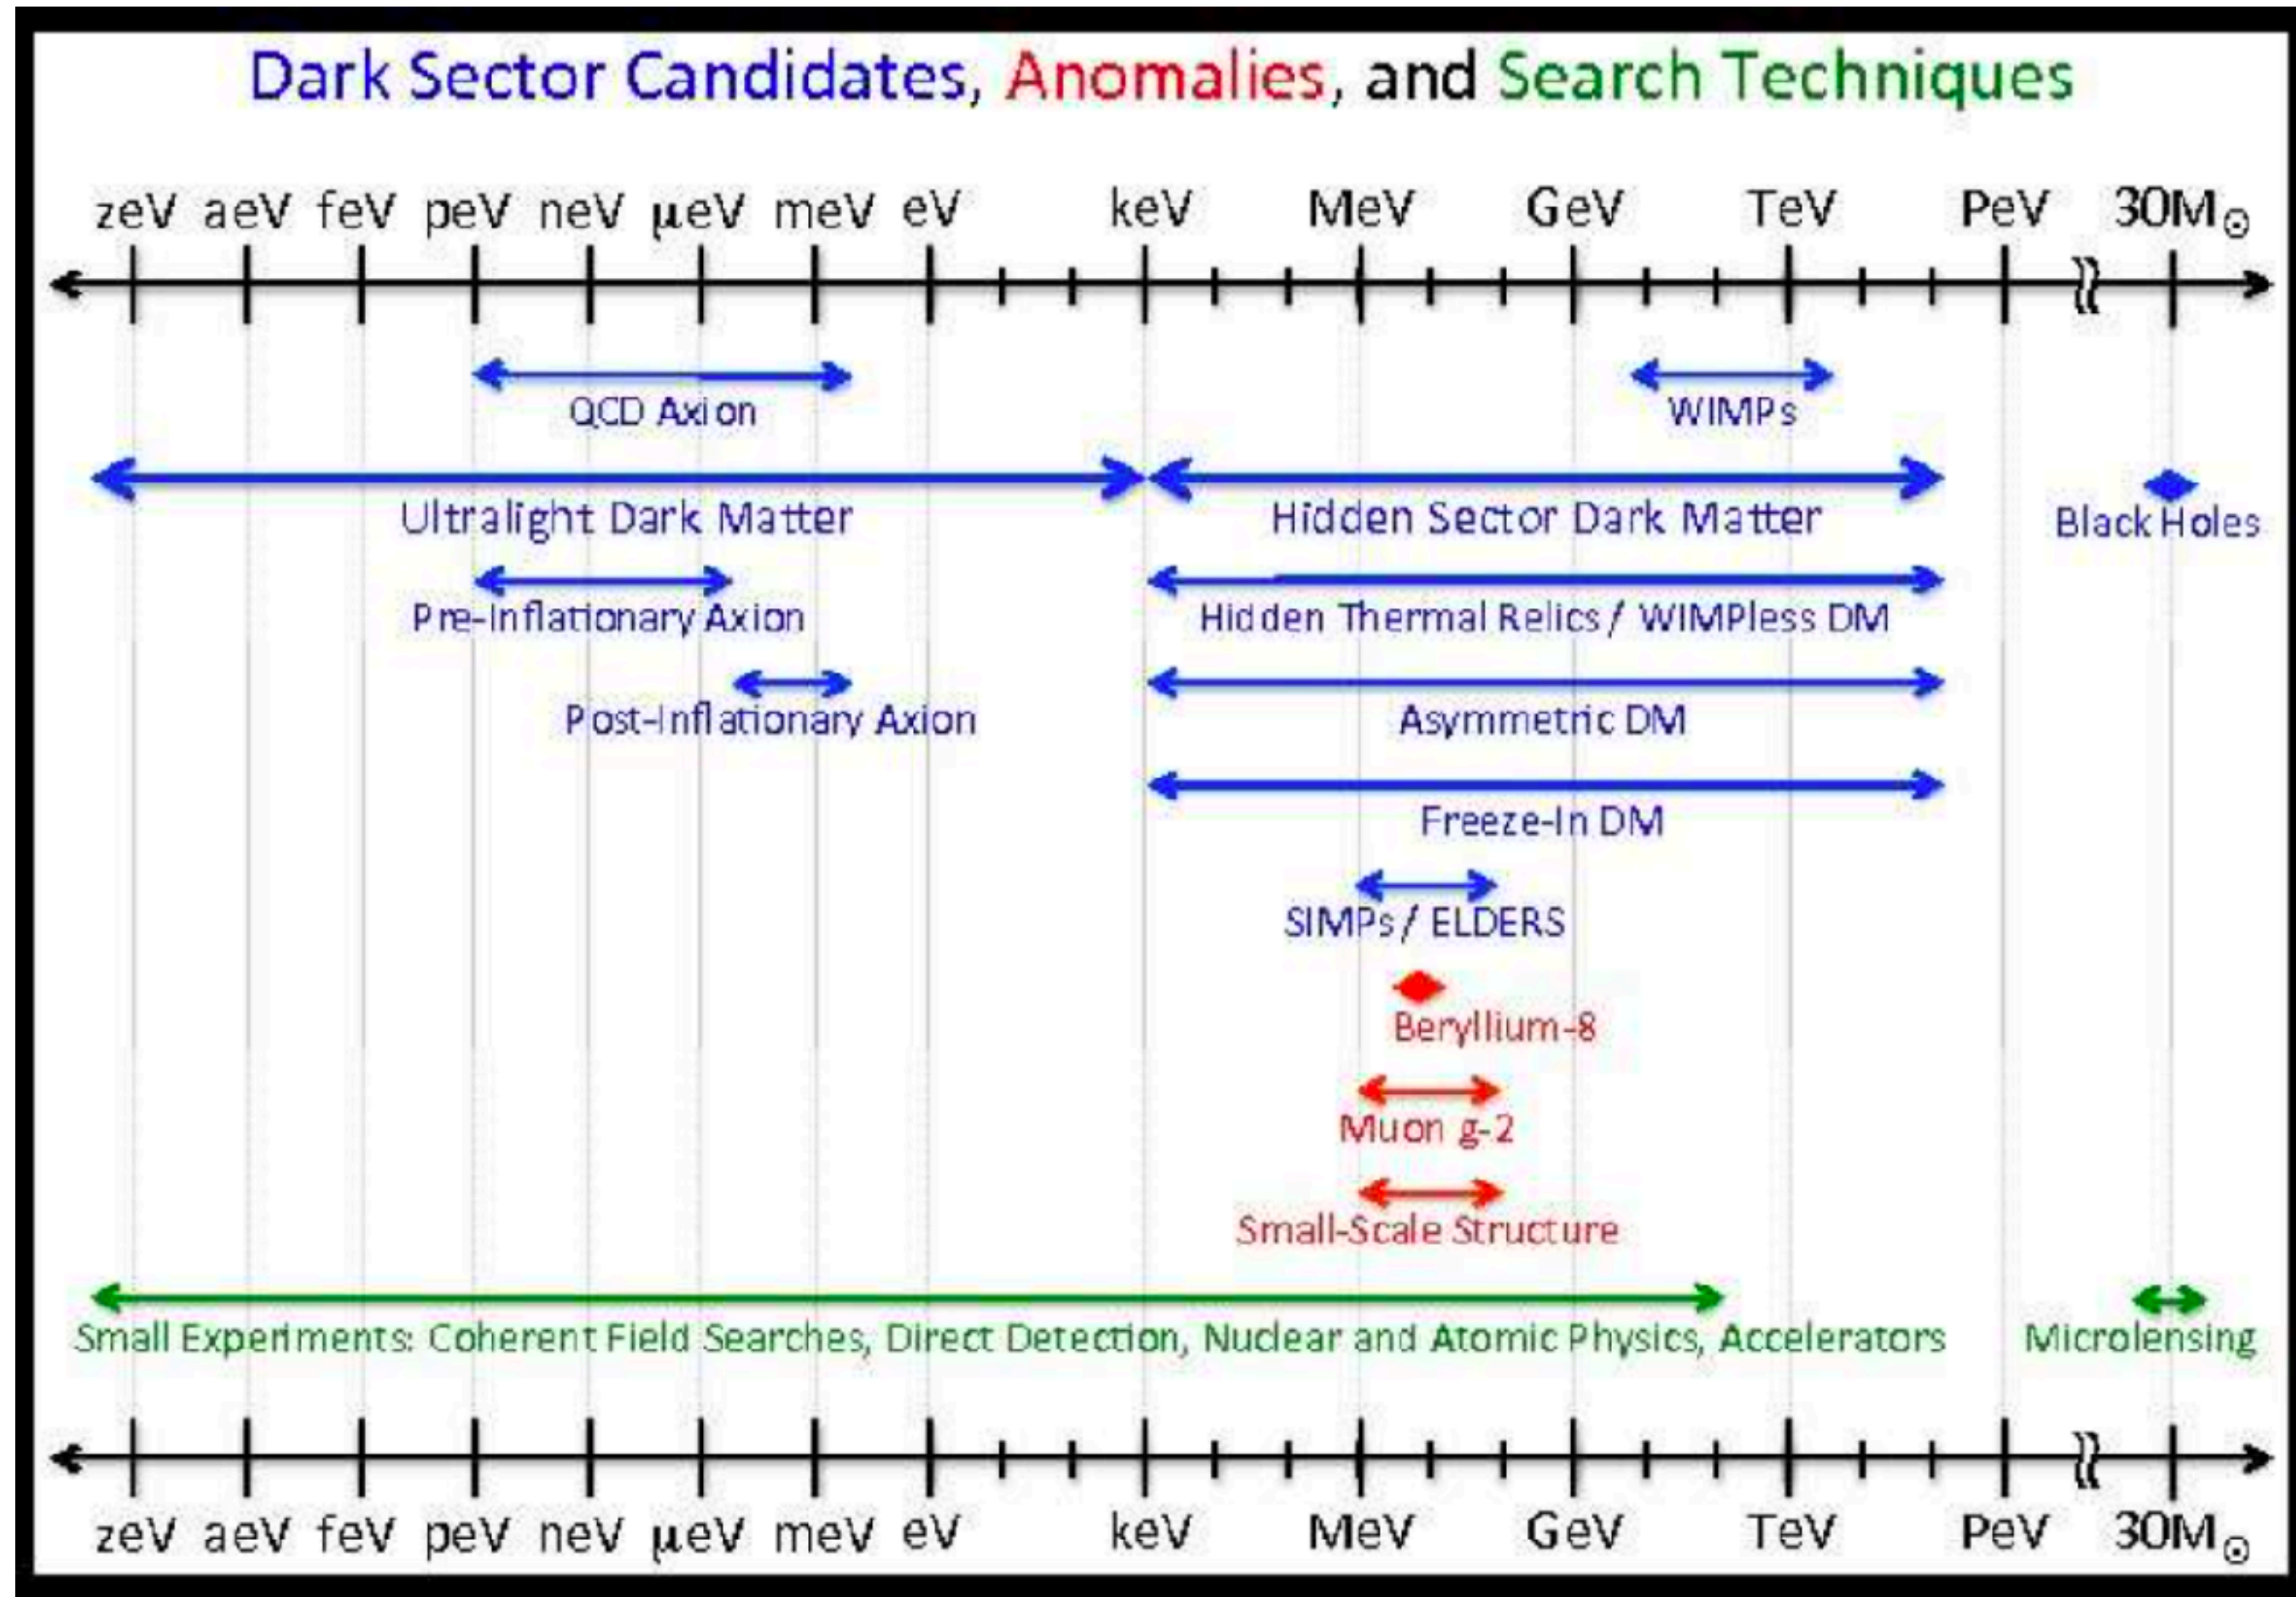 Dark Sector Candidates, Anomalies, and Search Techniques
zeV aeV feV peV neV μeV meV eV keV MeV GeV TeV PeV 30M☉
QCD Axion
WIMPs
Ultralight Dark Matter
Hidden Sector Dark Matter
Black Holes
Pre-Inflationary Axion
Hidden Thermal Relics / WIMPless DM
Post-Inflationary Axion
Asymmetric DM
Freeze-In DM
SIMPs / ELDERS
Beryllium-8
Muon g-2
Small-Scale Structure
Small Experiments: Coherent Field Searches, Direct Detection, Nuclear and Atomic Physics, Accelerators
Microlensing
zeV aeV feV peV neV μeV meV eV keV MeV GeV TeV PeV 30M☉